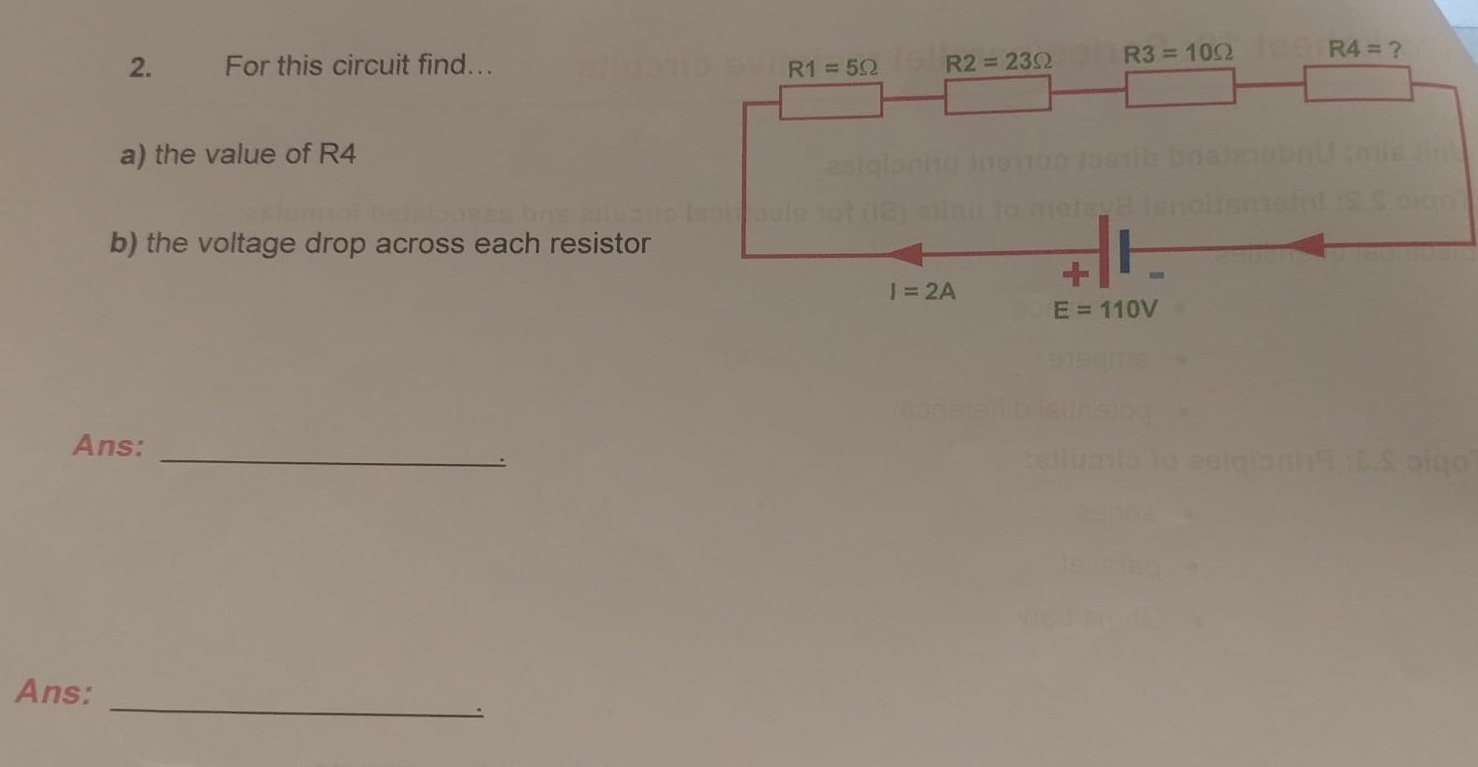 2. For this circuit find...
R1 = 5Ω
R2 = 23Ω
R3 = 10Ω
R4 = ?
a) the value of R4
b) the voltage drop across each resistor
+
-
I = 2A
E = 110V
Ans: .
Ans: .